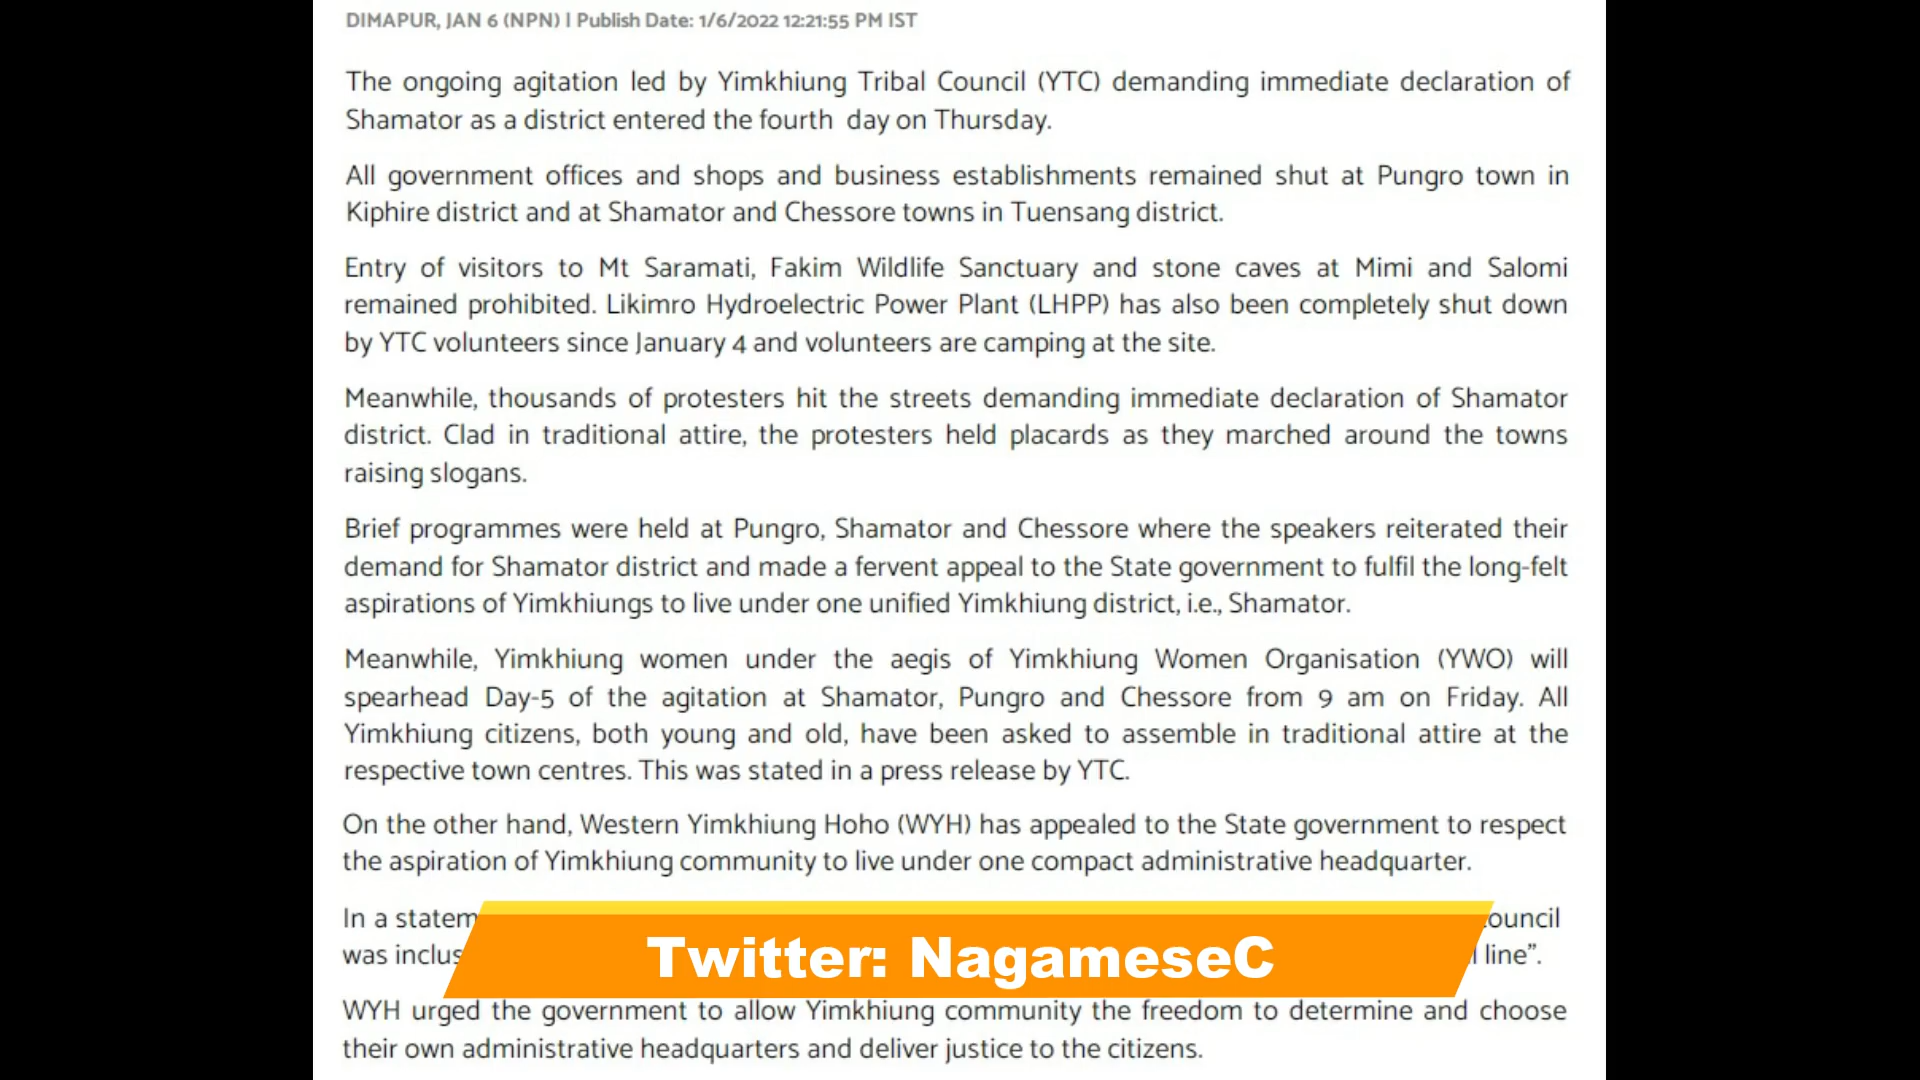 DIMAPUR, JAN 6 (NPN) | Publish Date: 1/6/2022 12:21:55 PM IST
The ongoing agitation led by Yimkhiung Tribal Council (YTC) demanding immediate declaration of
Shamator as a district entered the fourth day on Thursday.
All government offices and shops and business establishments remained shut at Pungro town in
Kiphire district and at Shamator and Chessore towns in Tuensang district.
Entry of visitors to Mt Saramati, Fakim Wildlife Sanctuary and stone caves at Mimi and Salomi
remained prohibited. Likimro Hydroelectric Power Plant (LHPP) has also been completely shut down
by YTC volunteers since January 4 and volunteers are camping at the site.
Meanwhile, thousands of protesters hit the streets demanding immediate declaration of Shamator
district. Clad in traditional attire, the protesters held placards as they marched around the towns
raising slogans.
Brief programmes were held at Pungro, Shamator and Chessore where the speakers reiterated their
demand for Shamator district and made a fervent appeal to the State government to fulfil the long-felt
aspirations of Yimkhiungs to live under one unified Yimkhiung district, i.e., Shamator.
Meanwhile, Yimkhiung women under the aegis of Yimkhiung Women Organisation (YWO) will
spearhead Day-5 of the agitation at Shamator, Pungro and Chessore from 9 am on Friday. All
Yimkhiung citizens, both young and old, have been asked to assemble in traditional attire at the
respective town centres. This was stated in a press release by YTC.
On the other hand, Western Yimkhiung Hoho (WYH) has appealed to the State government to respect
the aspiration of Yimkhiung community to live under one compact administrative headquarter.
In a
was line”.
Twitter: NagameseC
WYH urged the government to allow Yimkhiung community the freedom to determine and choose
their own administrative headquarters and deliver justice to the citizens.